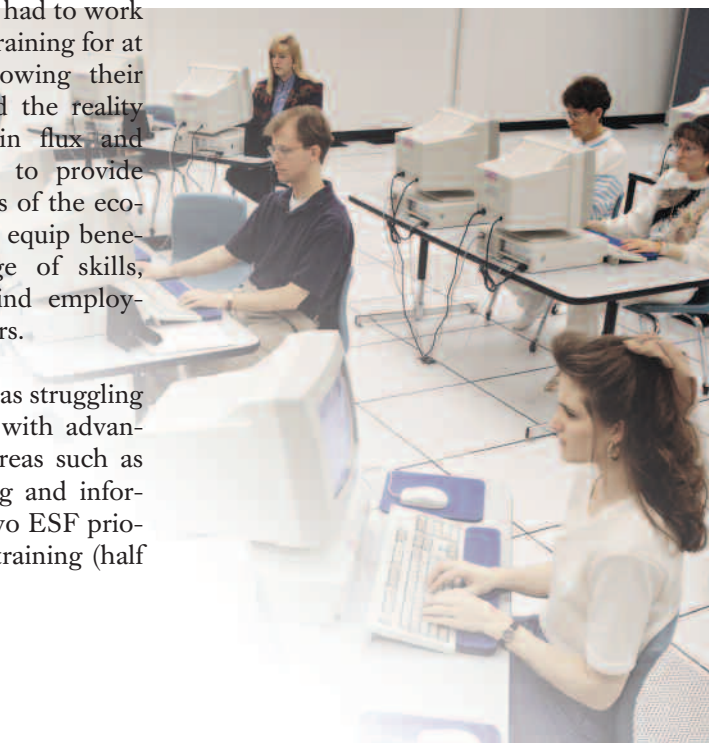 had to work
raining for at
owing their
d the reality
in flux and
to provide
s of the eco-
equip bene-
ge of skills,
ind employ-
rs.
as struggling
with advan-
reas such as
g and infor-
vo ESF prio-
training (half